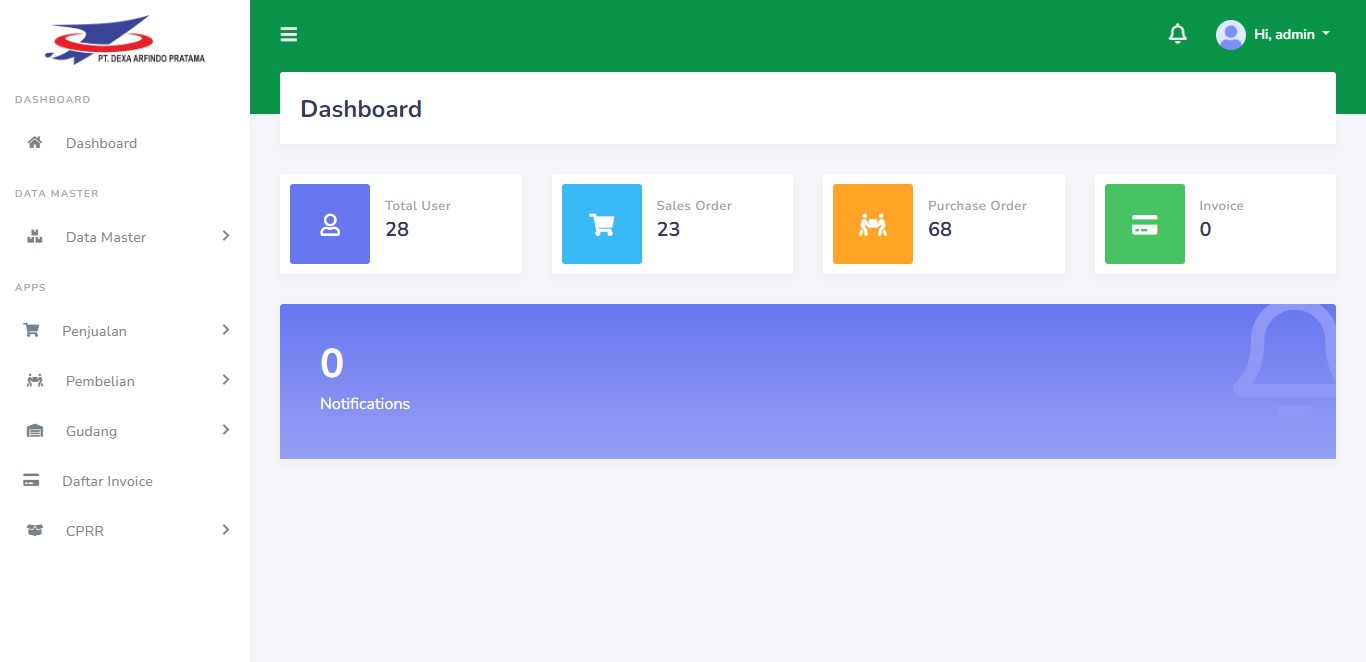 PT. DEXA ARFINDO PRATAMA
DASHBOARD
Dashboard
DATA MASTER
Data Master
APPS
Penjualan
Pembelian
Gudang
Daftar Invoice
CPRR
Hi, admin
Dashboard
Total User
28
Sales Order
23
Purchase Order
68
Invoice
0
0
Notifications